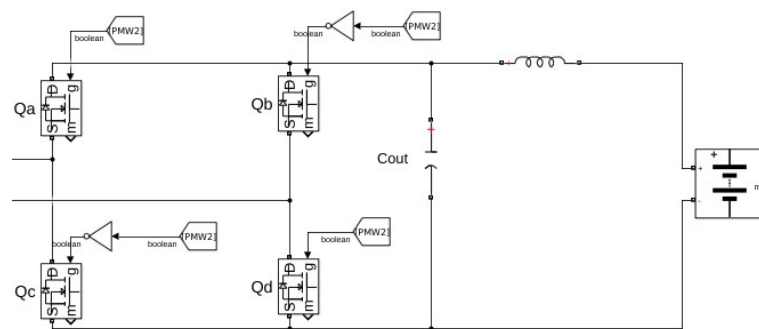 [PMW2]
boolean
[PMW2]
boolean
boolean
Qa
D
g
S
m
Qb
D
g
S
m
Cout
+
+
+
-
m
[PMW2]
boolean
boolean
[PMW2]
boolean
Qc
D
g
S
m
Qd
D
g
S
m